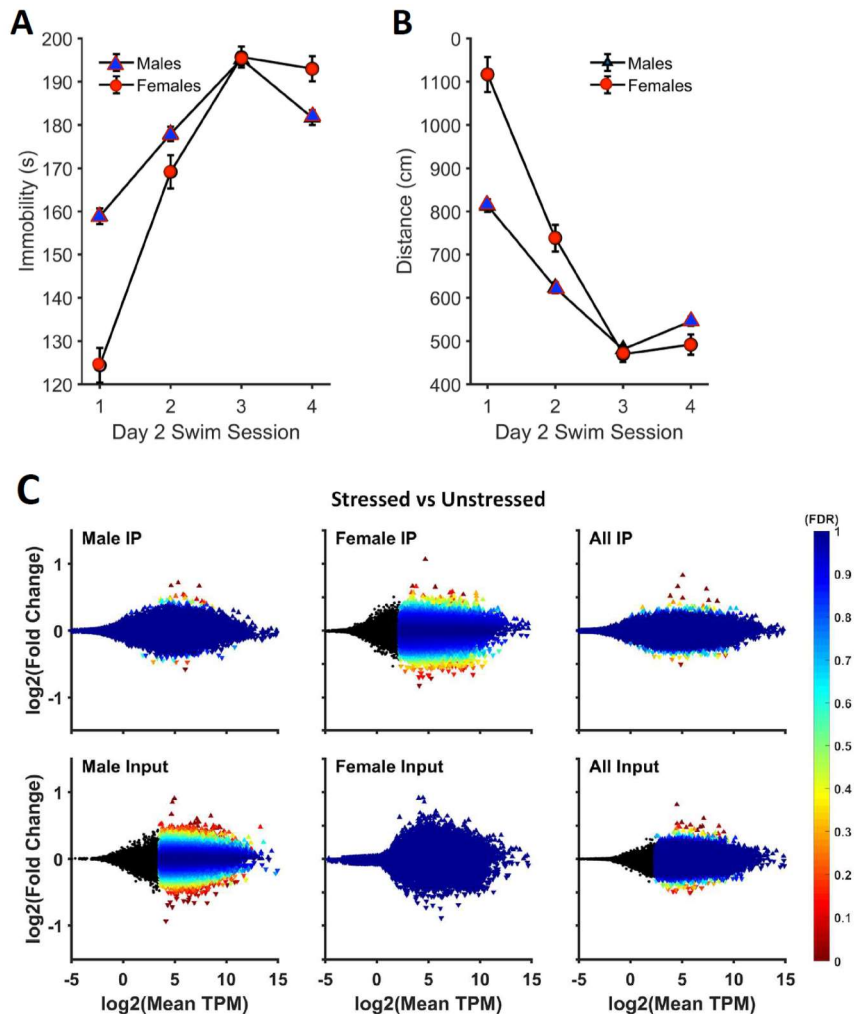 A
B
200
190
180
170
160
150
140
130
120
Immobility (s)
Males
Females
1 2 3 4
Day 2 Swim Session
0
1100
1000
900
800
700
600
500
400
Distance (cm)
Males
Females
1 2 3 4
Day 2 Swim Session
C
Stressed vs Unstressed
(FDR)
Male IP
Female IP
All IP
1
0
-1
log2(Fold Change)
Male Input
Female Input
All Input
1
0
-1
log2(Fold Change)
-5 0 5 10 15
-5 0 5 10 15
-5 0 5 10 15
log2(Mean TPM)
log2(Mean TPM)
log2(Mean TPM)
1
0.9
0.8
0.7
0.6
0.5
0.4
0.3
0.2
0.1
0